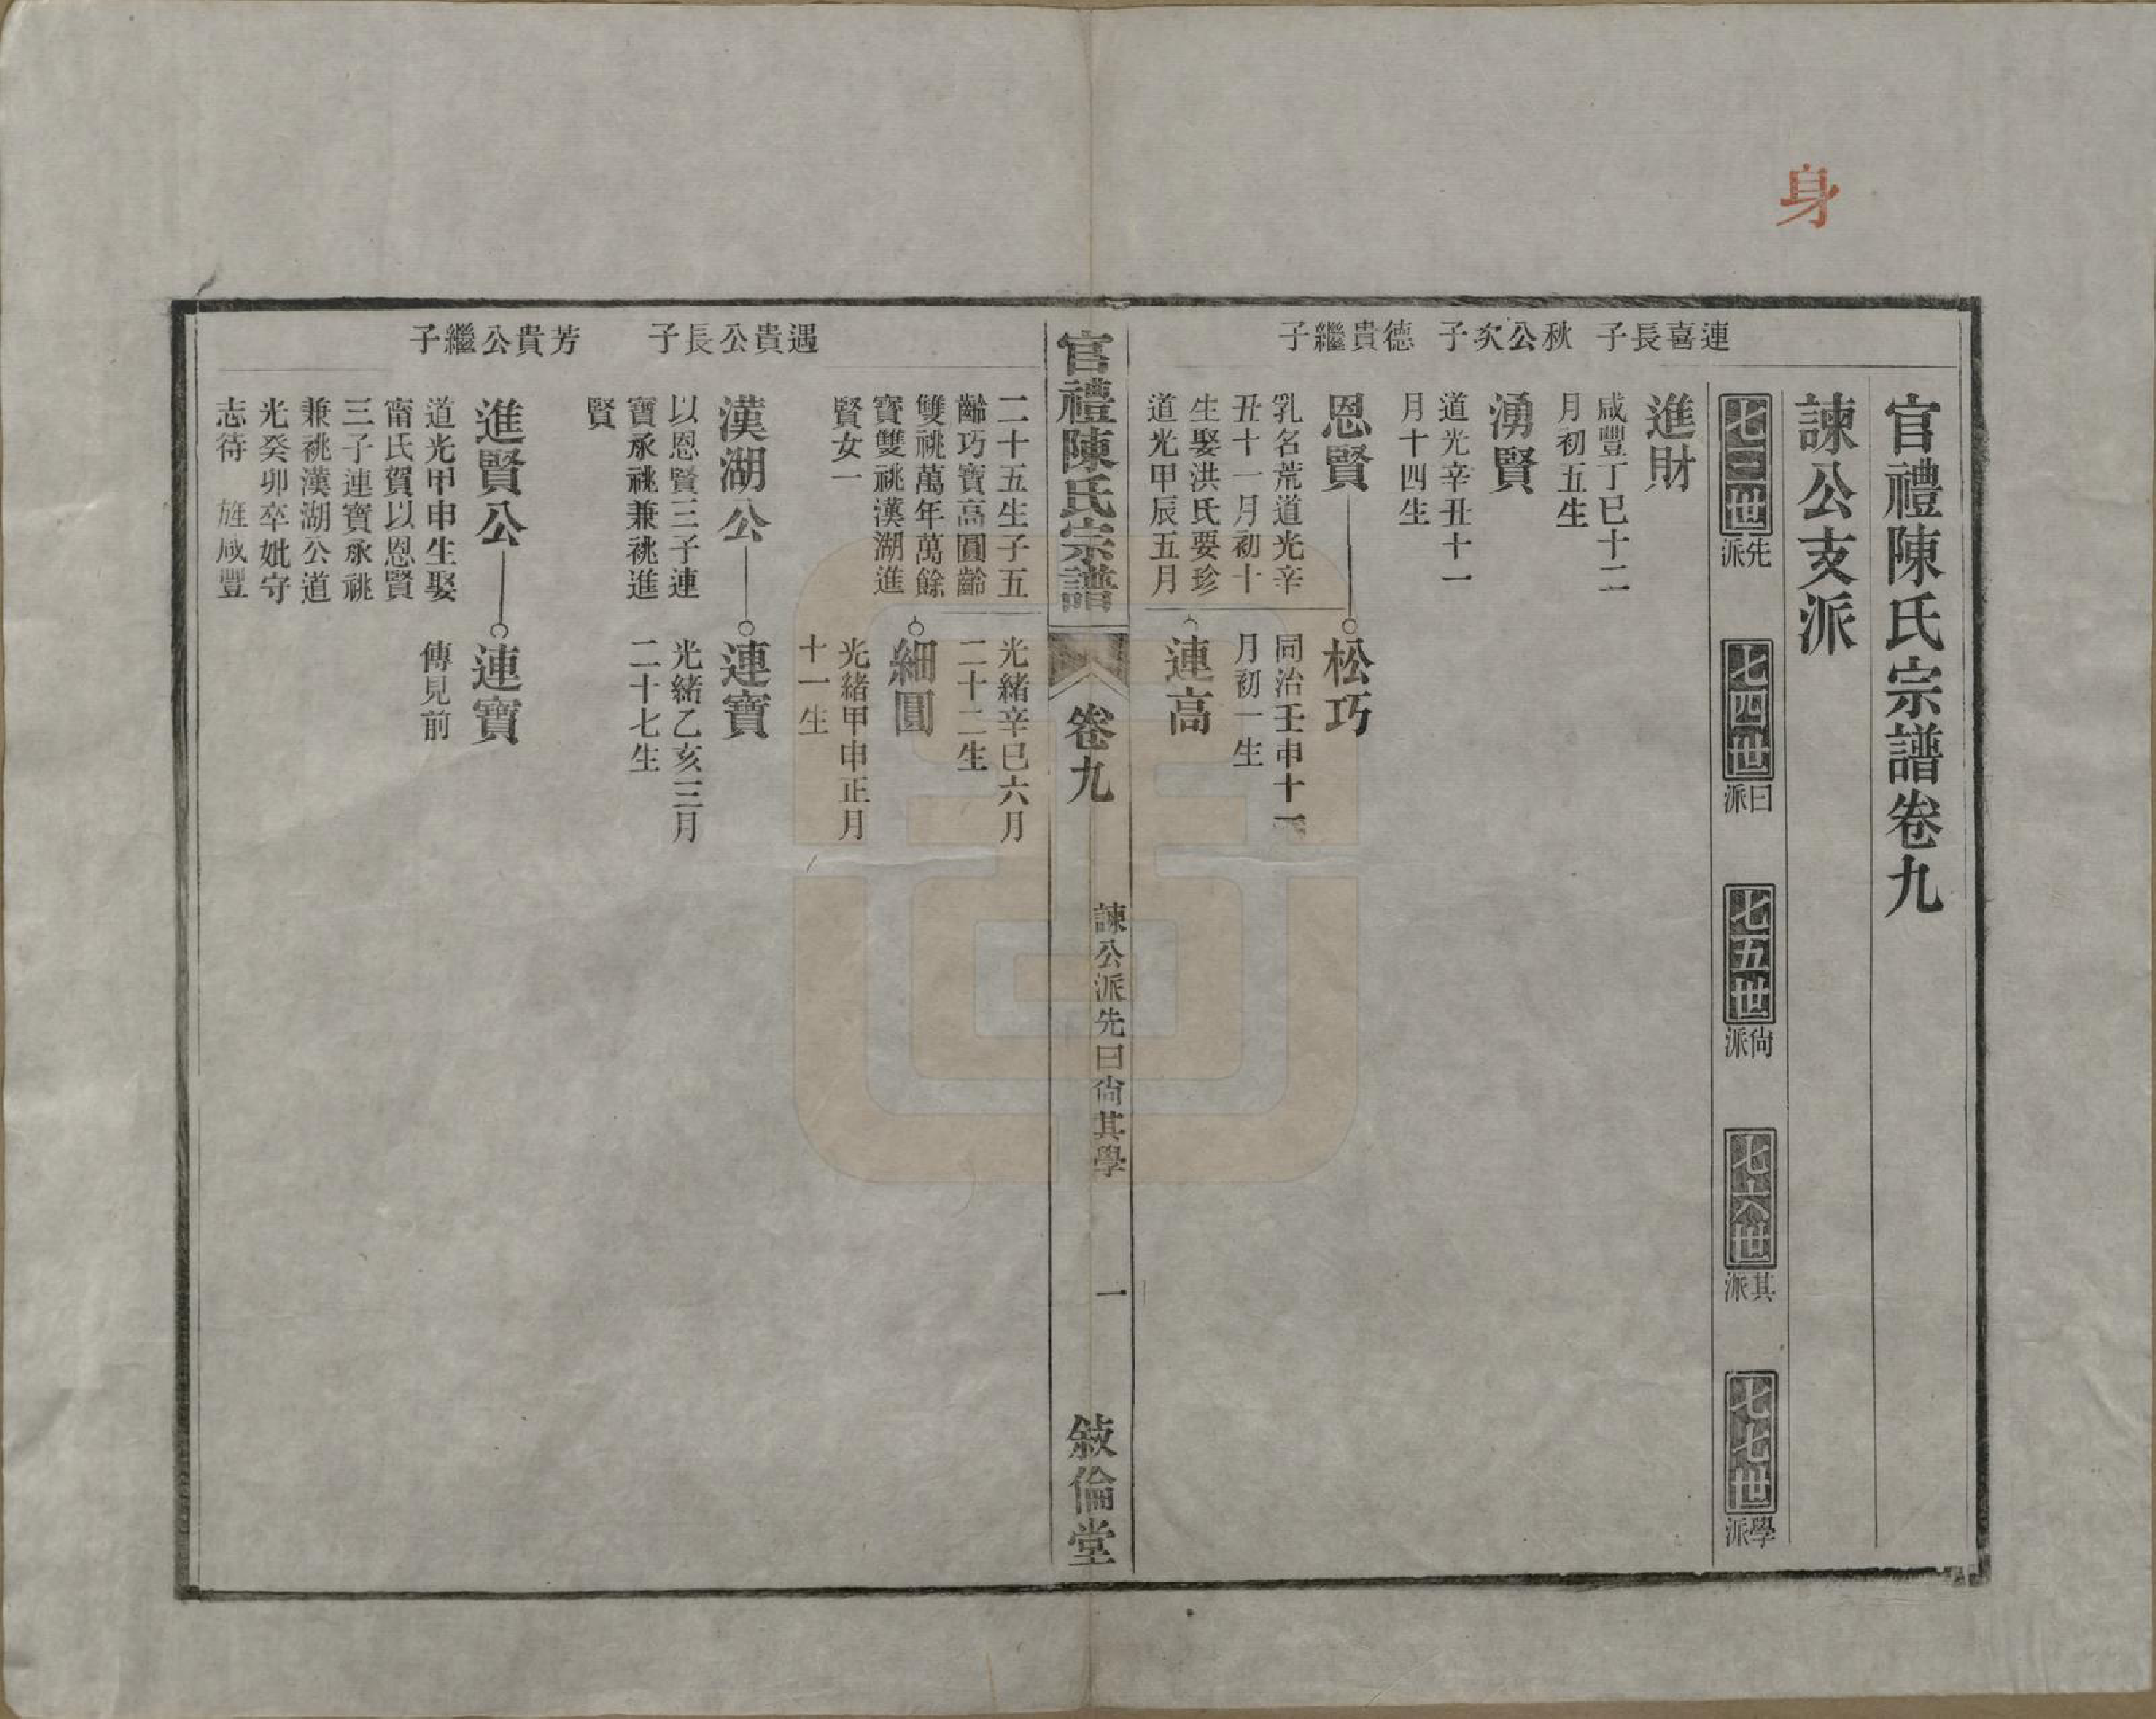 身
官禮陳氏宗譜卷九
諫公支派
七三世 先派
七四世 曰派
七五世 尙派
七六世 其派
七七世 學派
連喜長子
進財
咸豐丁巳十二
月初五生
秋公次子
湧賢
道光辛丑十一
月十四生
德貴繼子
恩賢
乳名荒道光辛
丑十一月初十
生娶洪氏要珍
道光甲辰五月
松巧
同治壬申十一
月初一生
連高
官禮陳氏宗譜
卷九
諫公派先曰尙其學
一
敍倫堂
二十五生子五
齡巧寶高圓齡
雙祧萬年萬餘
寶雙祧漢湖進
賢女一
光緒辛巳六月
二十二生
細圓
光緒甲申正月
十一生
遇貴公長子
漢湖公
以恩賢三子連
寶承祧兼祧進
賢
連寶
光緒乙亥三月
二十七生
芳貴公繼子
進賢公
道光甲申生娶
甯氏賀以恩賢
三子連寶承祧
兼祧漢湖公道
光癸卯卒妣守
志待 旌咸豐
連寶
傳見前